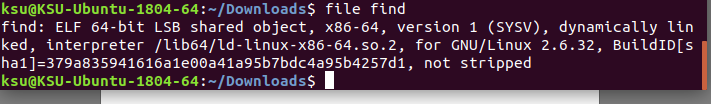 ksu@KSU-Ubuntu-1804-64:~/Downloads$ file find
find: ELF 64-bit LSB shared object, x86-64, version 1 (SYSV), dynamically lin
ked, interpreter /lib64/ld-linux-x86-64.so.2, for GNU/Linux 2.6.32, BuildID[s
ha1]=379a835941616a1e00a41a95b7bdc4a95b4257d1, not stripped
ksu@KSU-Ubuntu-1804-64:~/Downloads$